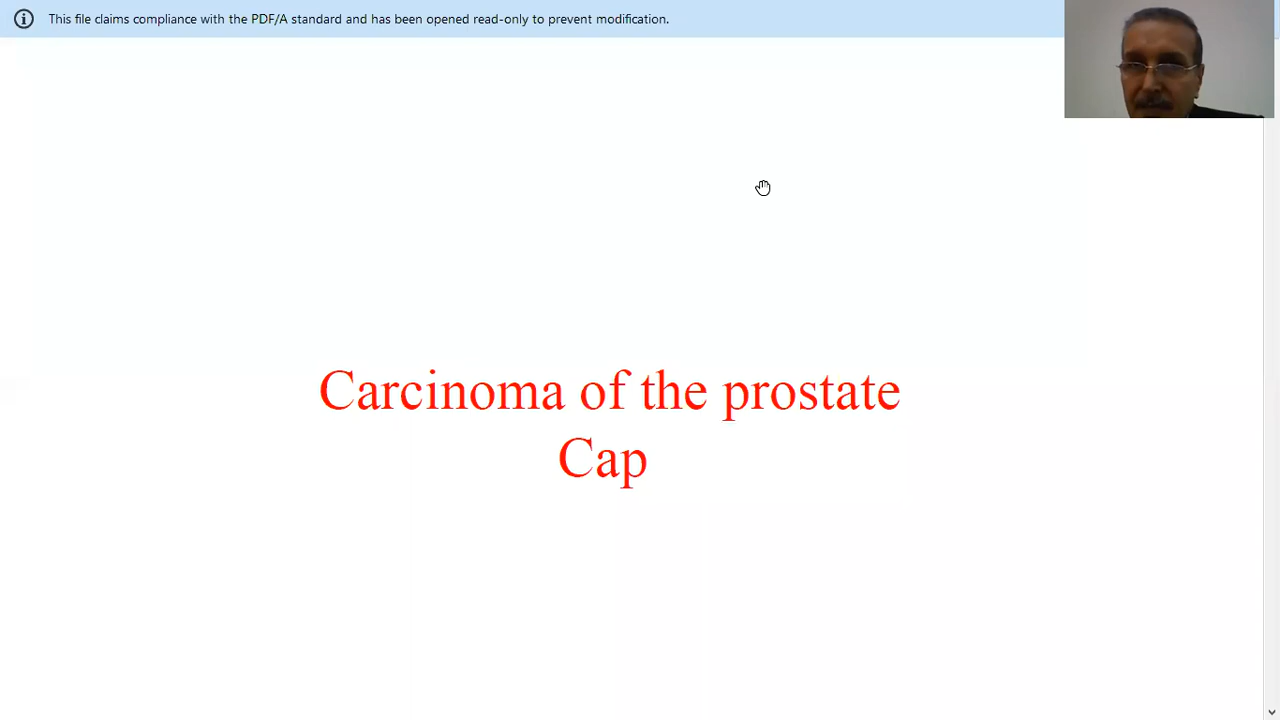 This file claims compliance with the PDF/A standard and has been opened read-only to prevent modification.
Carcinoma of the prostate
Cap